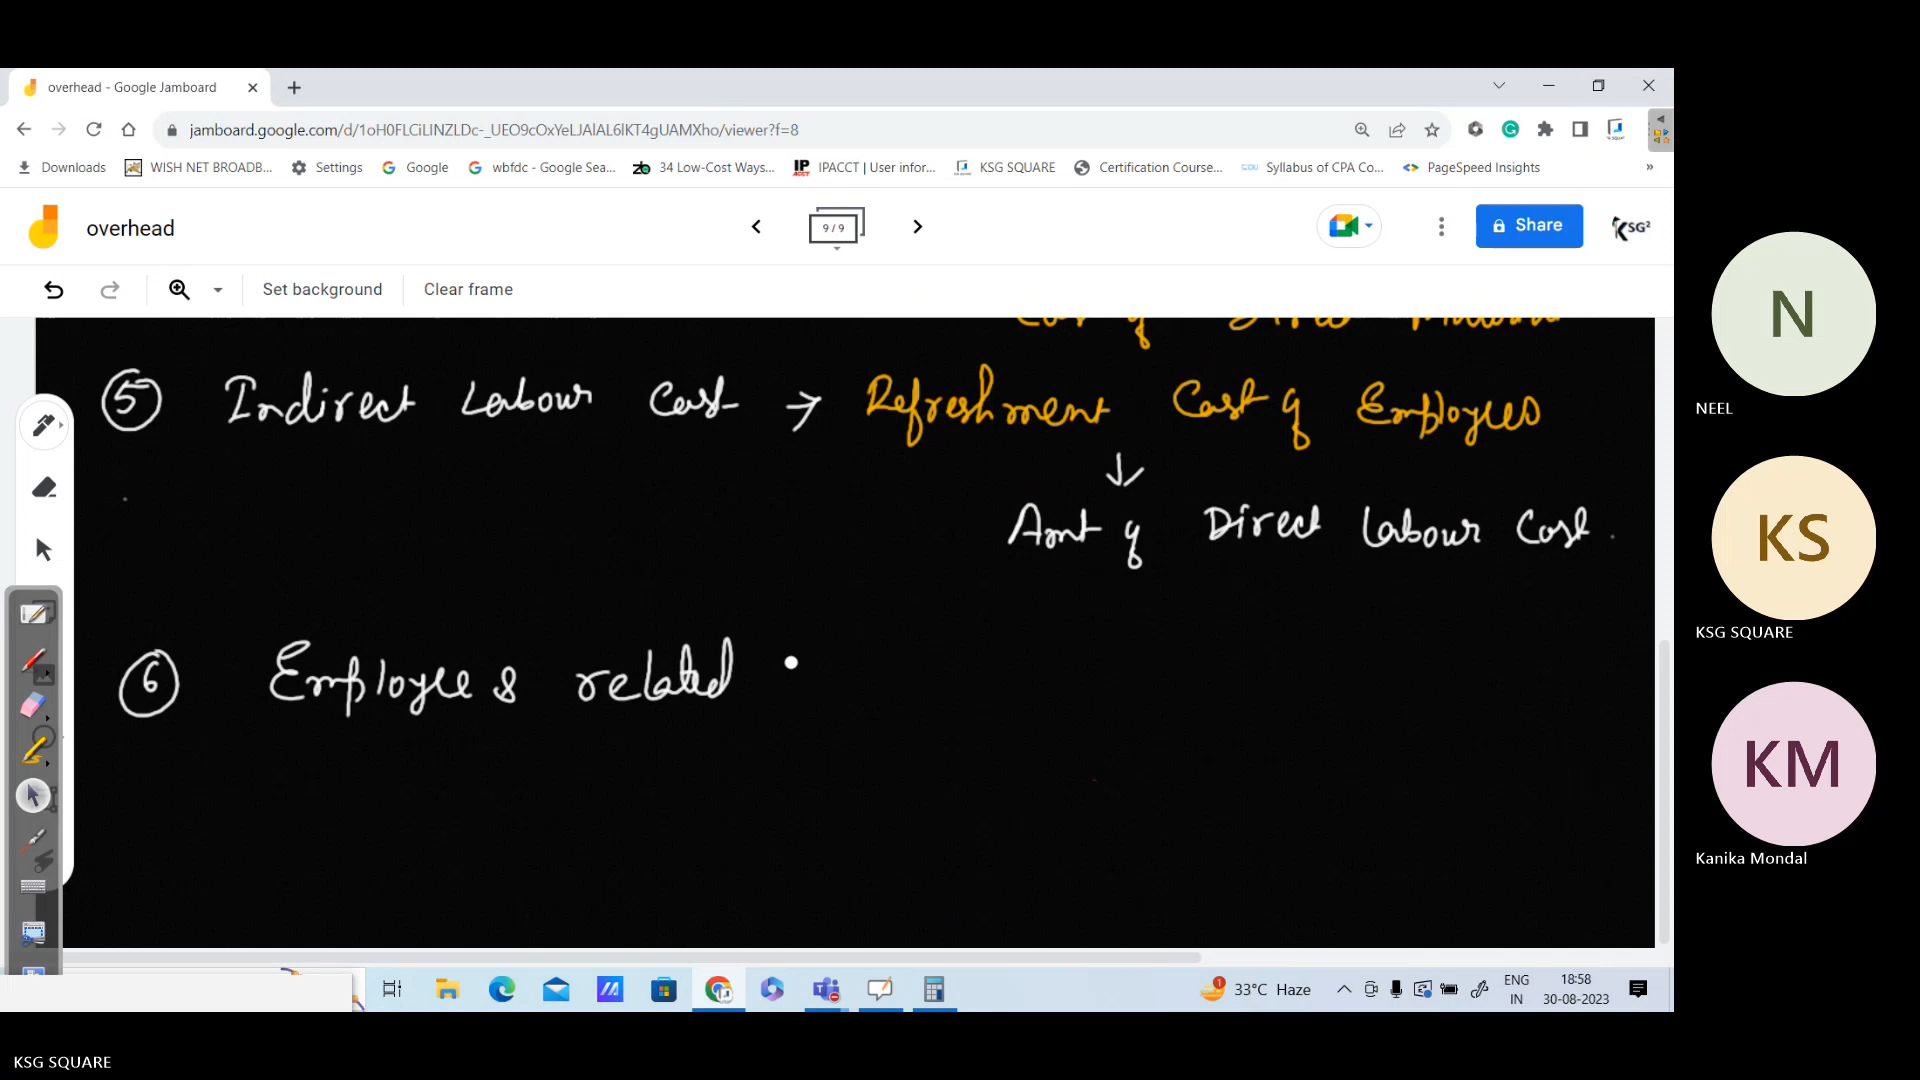 overhead - Google Jamboard
jamboard.google.com/d/1oH0FLCiLINZLDc-_UEO9cOxYeLJAlAL6lKT4gUAMXho/viewer?f=8
Downloads WISH NET BROADB... Settings Google wbfdc - Google Sea... 34 Low-Cost Ways... IPACCT | User infor... KSG SQUARE Certification Course... Syllabus of CPA Co... PageSpeed Insights »
overhead 9 / 9 Share KSG²
Set background Clear frame
5 Indirect Labour Cost → Refreshment Cost of Employees
Amt of Direct Labour Cost.
6 Employees related
N
NEEL
KS
KSG SQUARE
KM
Kanika Mondal
1 33°C Haze ENG IN 18:58 30-08-2023
KSG SQUARE